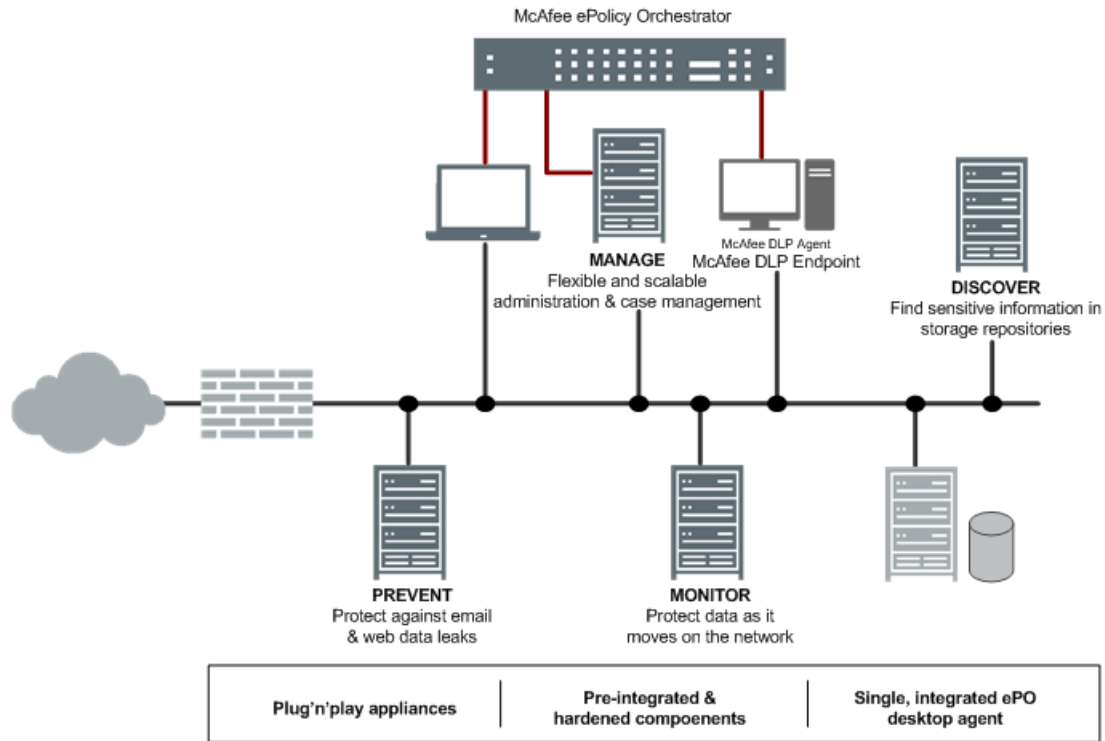 McAfee ePolicy Orchestrator
MANAGE
Flexible and scalable
administration & case management
McAfee DLP Agent
McAfee DLP Endpoint
DISCOVER
Find sensitive information in
storage repositories
PREVENT
Protect against email
& web data leaks
MONITOR
Protect data as it
moves on the network
Plug'n'play appliances
Pre-integrated &
hardened compoenents
Single, integrated ePO
desktop agent